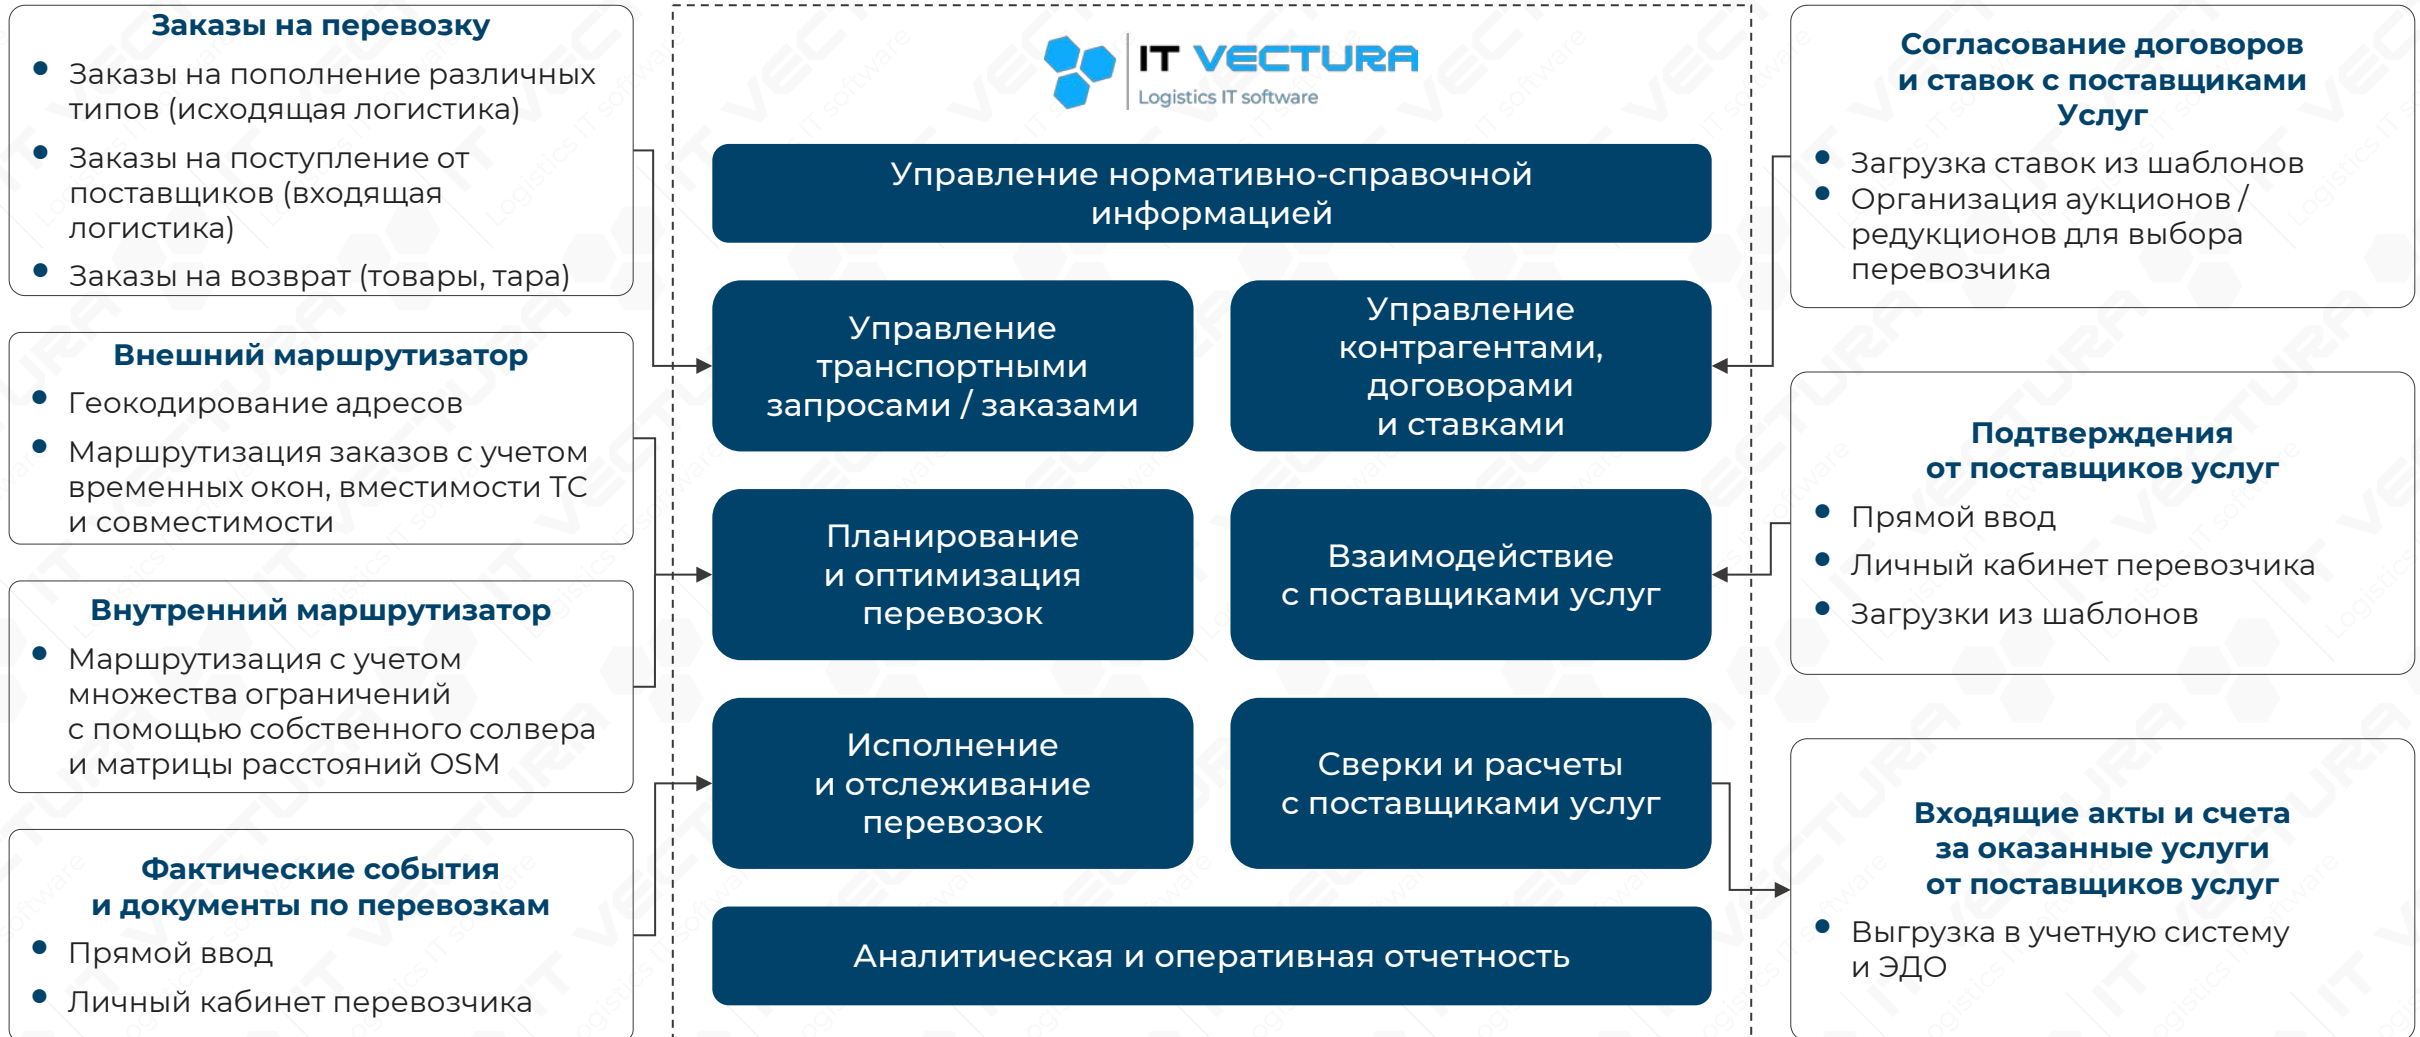 Заказы на перевозку
Заказы на пополнение различных
типов (исходящая логистика)
Заказы на поступление от
поставщиков (входящая
логистика)
Заказы на возврат (товары, тара)
Внешний маршрутизатор
Геокодирование адресов
Маршрутизация заказов с учетом
временных окон, вместимости ТС
и совместимости
Внутренний маршрутизатор
Маршрутизация с учетом
множества ограничений
с помощью собственного солвера
и матрицы расстояний OSM
Фактические события
и документы по перевозкам
Прямой ввод
Личный кабинет перевозчика
IT VECTURA
Logistics IT software
Управление нормативно-справочной
информацией
Управление
транспортными
запросами / заказами
Управление
контрагентами,
договорами
и ставками
Планирование
и оптимизация
перевозок
Взаимодействие
с поставщиками услуг
Исполнение
и отслеживание
перевозок
Сверки и расчеты
с поставщиками услуг
Аналитическая и оперативная отчетность
Согласование договоров
и ставок с поставщиками
Услуг
Загрузка ставок из шаблонов
Организация аукционов /
редукционов для выбора
перевозчика
Подтверждения
от поставщиков услуг
Прямой ввод
Личный кабинет перевозчика
Загрузки из шаблонов
Входящие акты и счета
за оказанные услуги
от поставщиков услуг
Выгрузка в учетную систему
и ЭДО